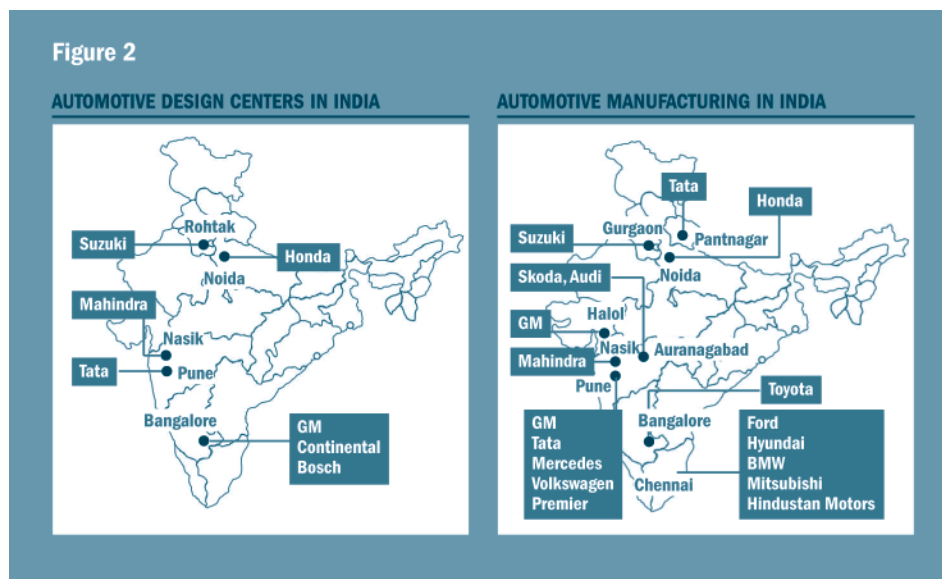 Figure 2
AUTOMOTIVE DESIGN CENTERS IN INDIA
Rohtak
Suzuki
Honda
Noida
Mahindra
Nasik
Tata
Pune
Bangalore
GM
Continental
Bosch
AUTOMOTIVE MANUFACTURING IN INDIA
Tata
Honda
Gurgaon
Suzuki
Pantnagar
Skoda, Audi
Noida
Halol
GM
Nasik
Auranagabad
Mahindra
Pune
Toyota
GM
Tata
Mercedes
Volkswagen
Premier
Bangalore
Chennai
Ford
Hyundai
BMW
Mitsubishi
Hindustan Motors